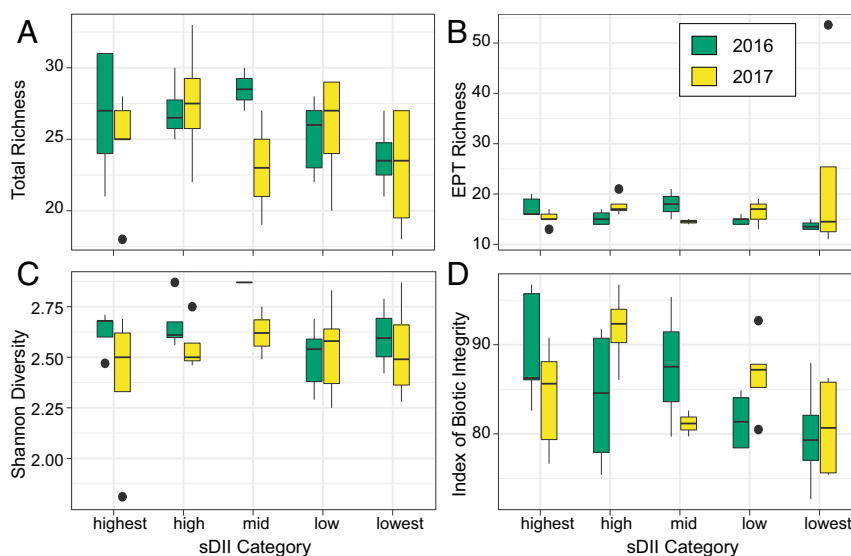 A
B
Total Richness
30
25
20
EPT Richness
50
40
30
20
10
2016
2017
C
D
Shannon Diversity
2.75
2.50
2.25
2.00
Index of Biotic Integrity
90
80
highest high mid low lowest
highest high mid low lowest
sDII Category
sDII Category